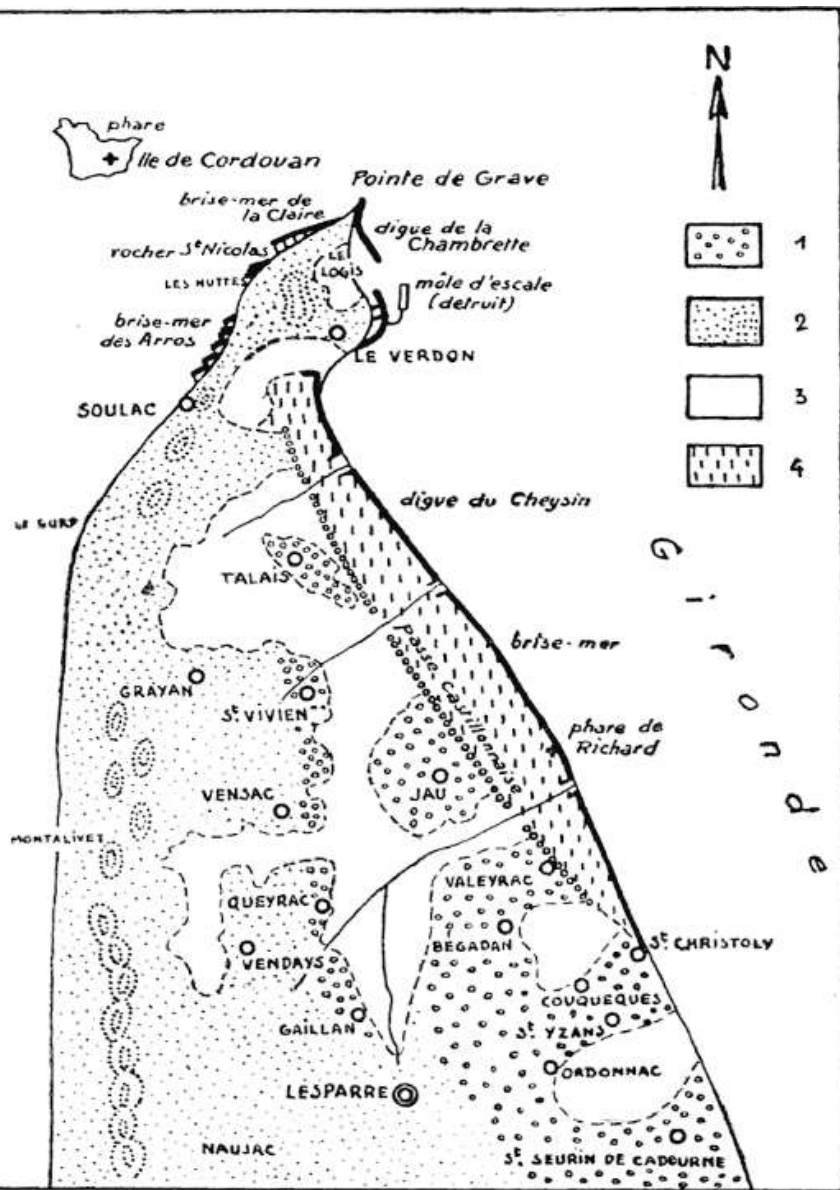 N
phare
Ile de Cordouan
Pointe de Grave
brise-mer de
la Claire
digue de la
Chambrette
rocher St Nicolas
LE
LOGIS
LES HUTTES
môle d'escale
(detruit)
brise-mer
des Arros
LE VERDON
SOULAC
1
2
3
4
digue du Cheysin
LE GURP
Gironde
TALAIS
brise-mer
passe castillonnaise
GRAYAN
St VIVIEN
phare de
Richard
JAU
VENSAC
MONTALIVET
VALEYRAC
QUEYRAC
BEGADAN
St CHRISTOLY
VENDAYS
COUQUEQUES
GAILLAN
St YZANS
ORDONNAC
LESPARRE
NAUJAC
St SEURIN DE CADOURNE